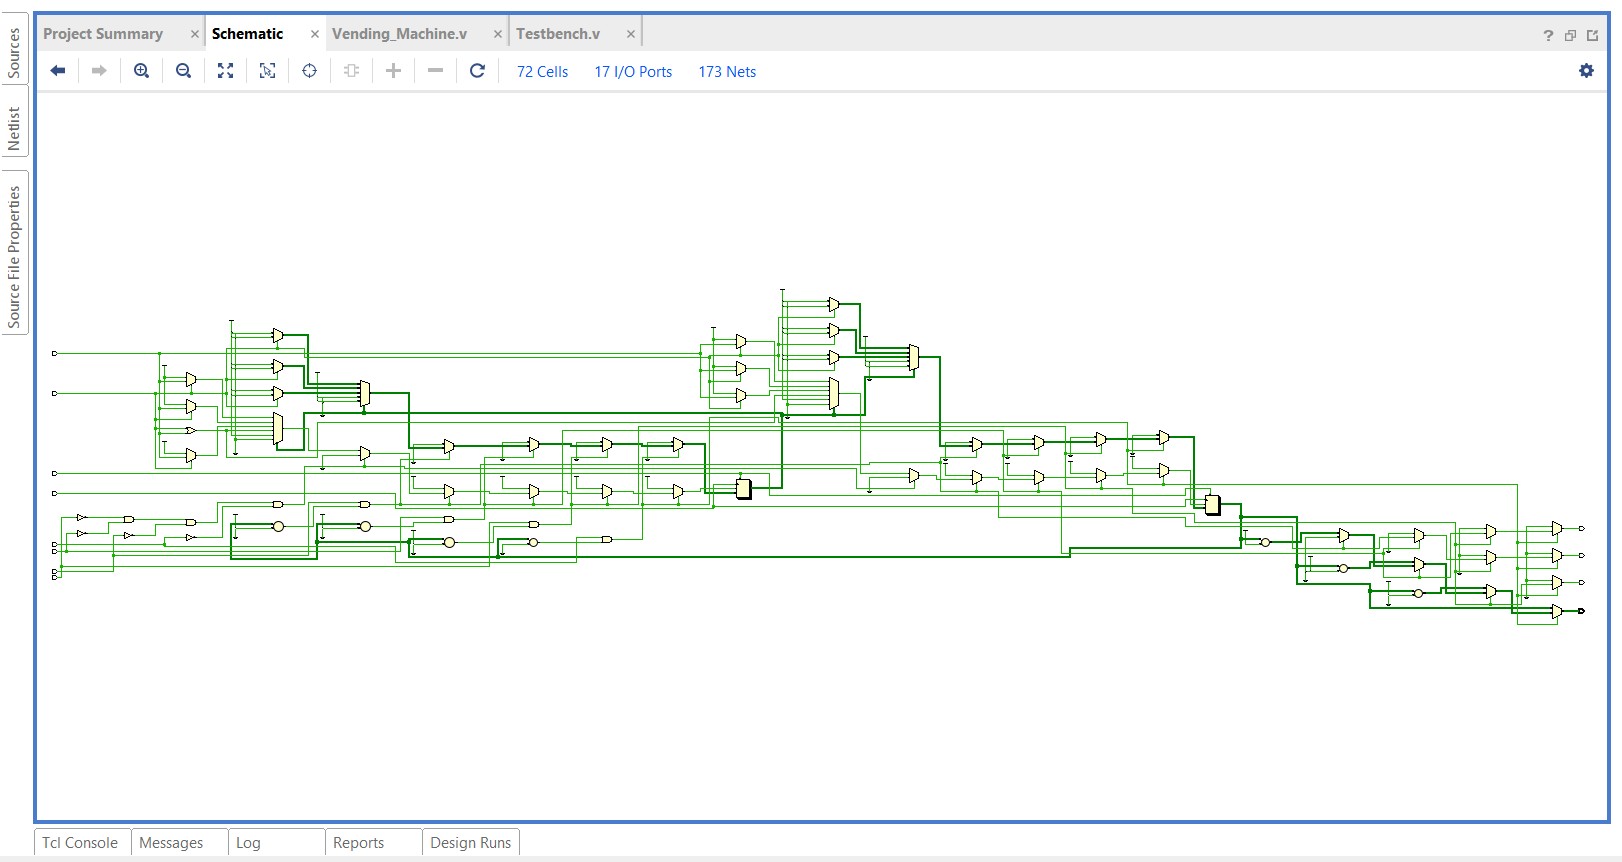 Project Summary × Schematic × Vending_Machine.v × Testbench.v × ?
72 Cells 17 I/O Ports 173 Nets
Sources
Netlist
Source File Properties
Tcl Console Messages Log Reports Design Runs